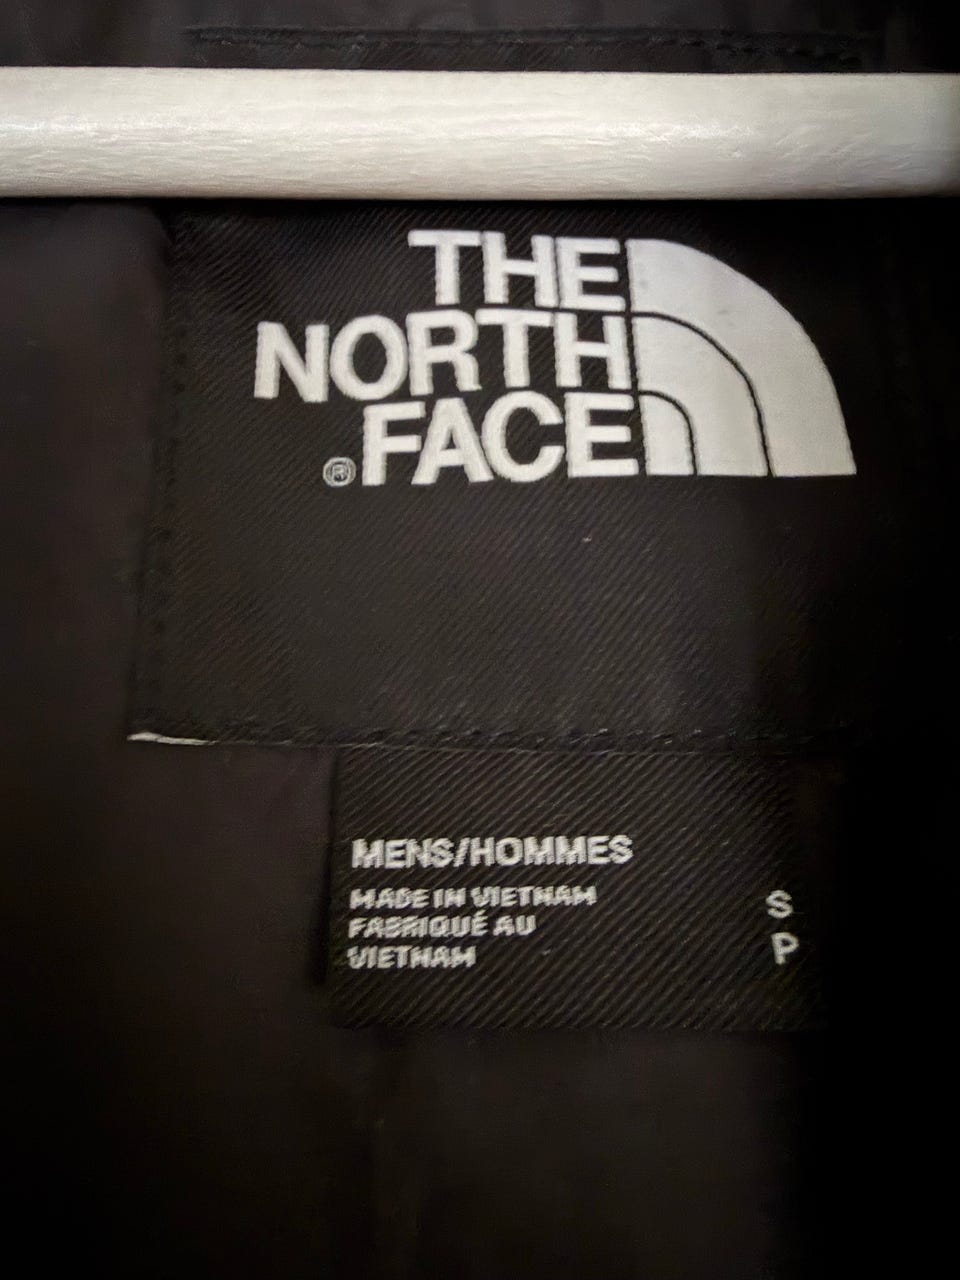 THE
NORTH
FACE
®
MENS/HOMMES
MADE IN VIETNAM
FABRIQUÉ AU
VIETNAM
S
P